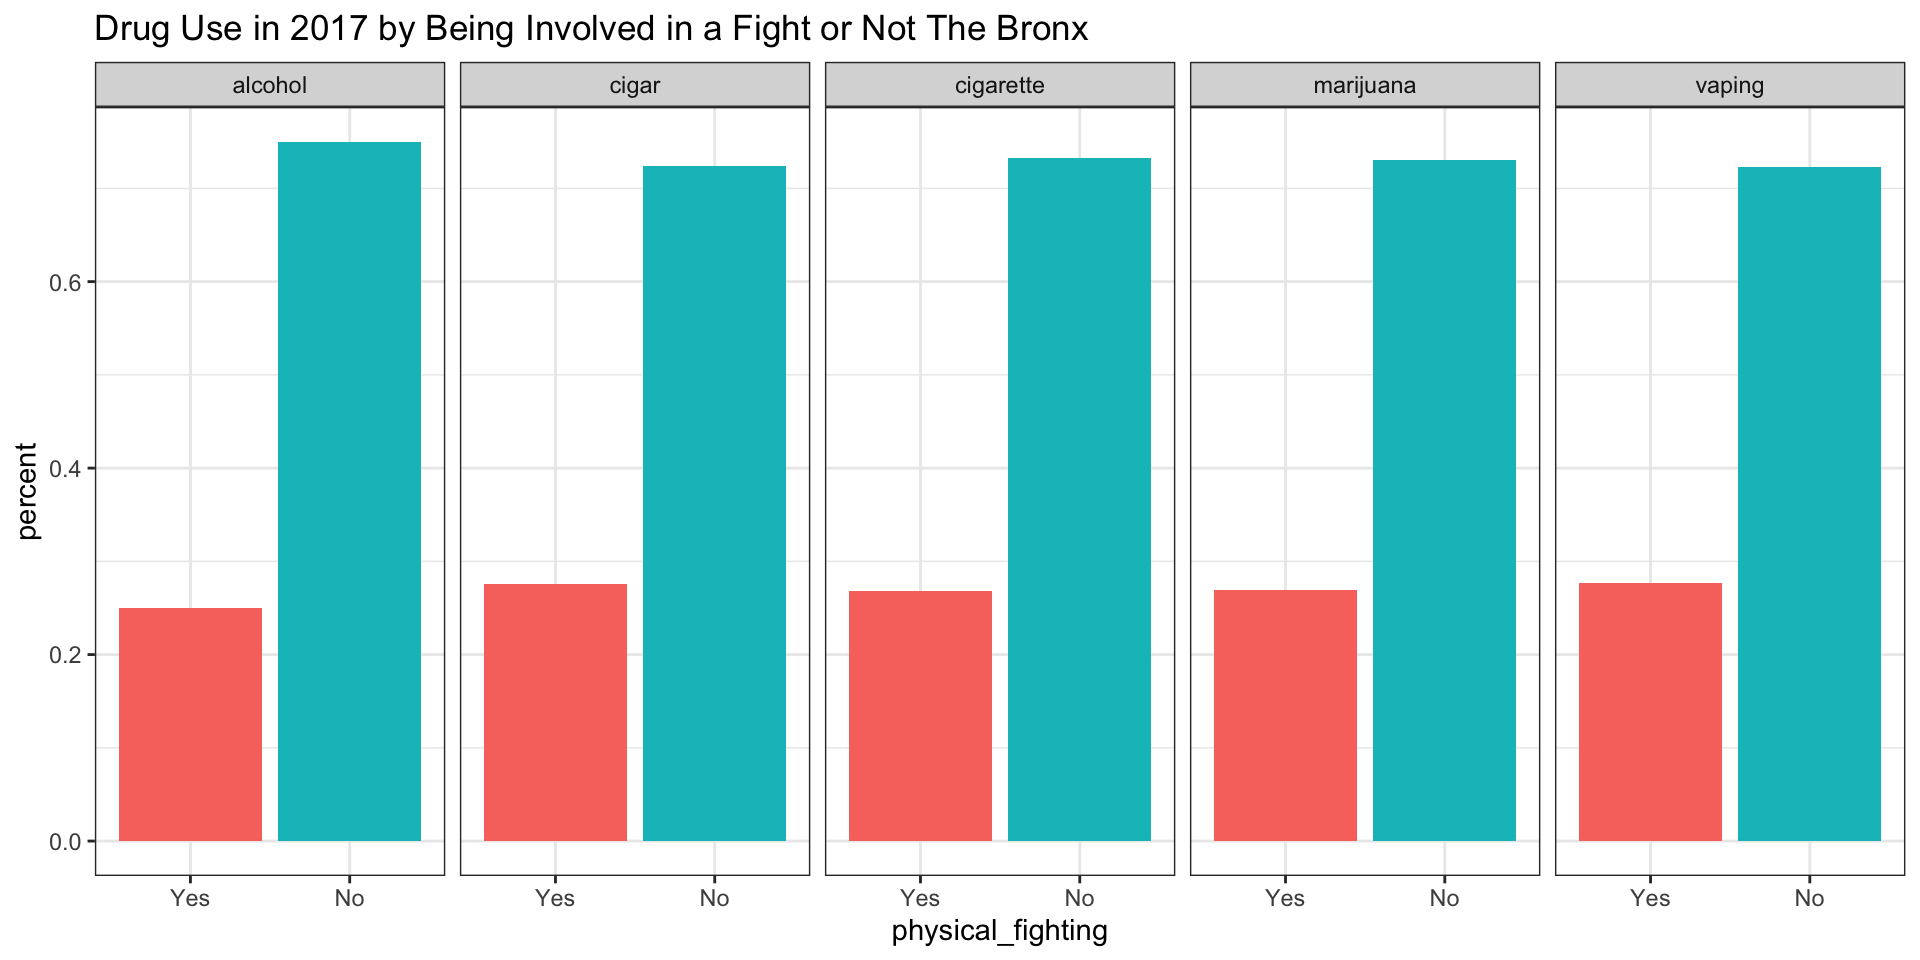 Drug Use in 2017 by Being Involved in a Fight or Not The Bronx
alcohol cigar cigarette marijuana vaping
0.6
0.4
0.2
0.0
percent
Yes No Yes No Yes No Yes No Yes No
physical_fighting